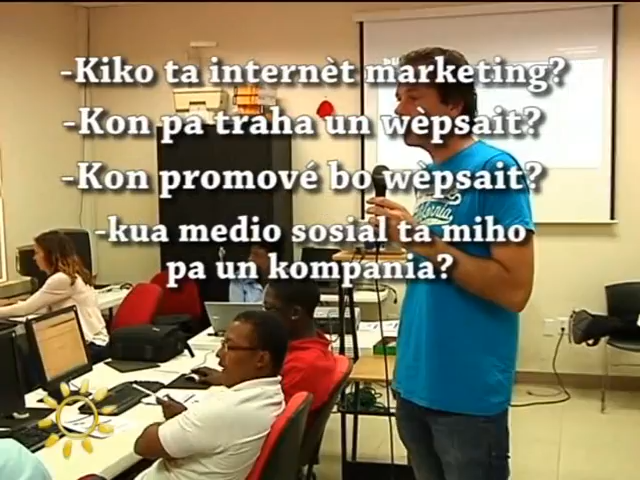 -Kiko ta internèt marketing?
-Kon pa traha un wèpsait?
-Kon promové bo wèpsait?
-kua medio sosial ta miho
pa un kompania?